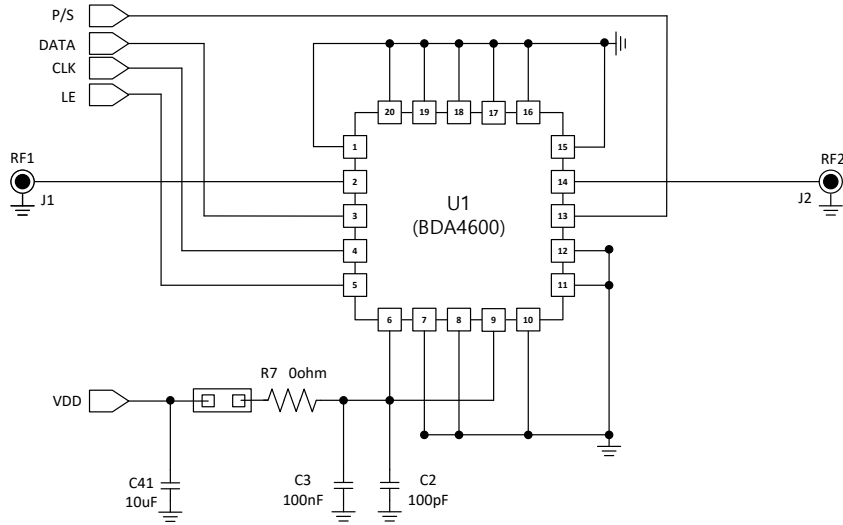 P/S
DATA
CLK
LE
20 19 18 17 16
1
15
RF1
2
14
RF2
J1
J2
3
13
U1
(BDA4600)
4
12
5
11
6 7 8 9 10
R7 0ohm
VDD
C41
10uF
C3
100nF
C2
100pF